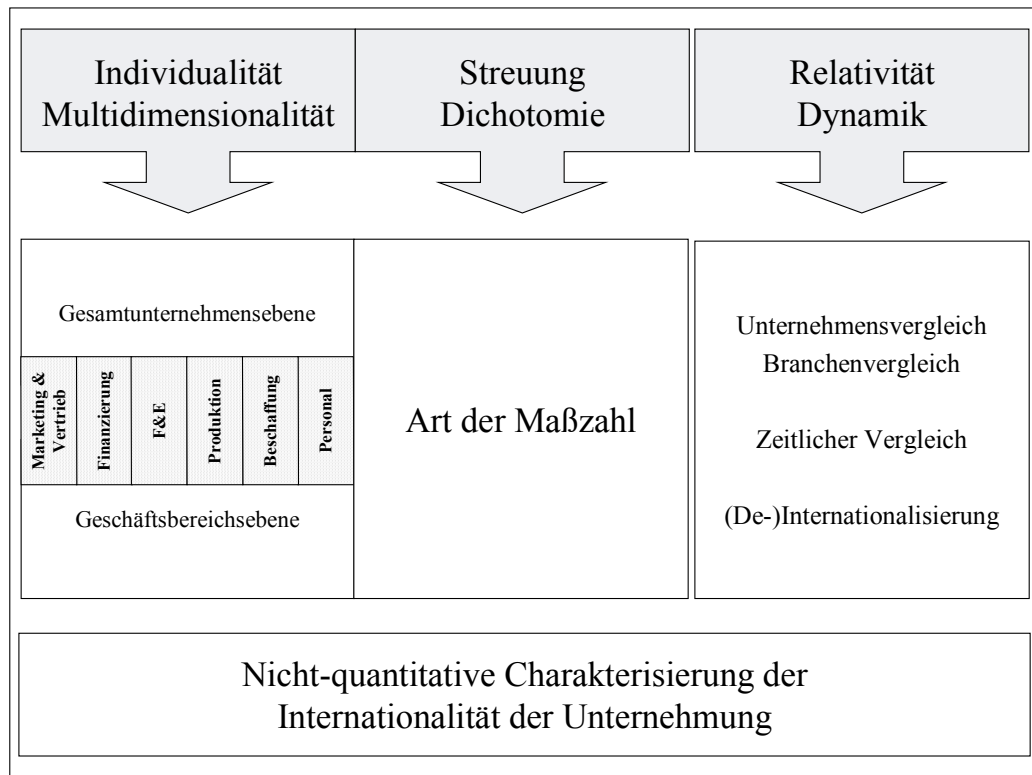 Individualität
Multidimensionalität
Streuung
Dichotomie
Relativität
Dynamik
Gesamtunternehmensebene
Marketing &
Vertrieb
Finanzierung
F&E
Produktion
Beschaffung
Personal
Geschäftsbereichsebene
Art der Maßzahl
Unternehmensvergleich
Branchenvergleich
Zeitlicher Vergleich
(De-)Internationalisierung
Nicht-quantitative Charakterisierung der
Internationalität der Unternehmung